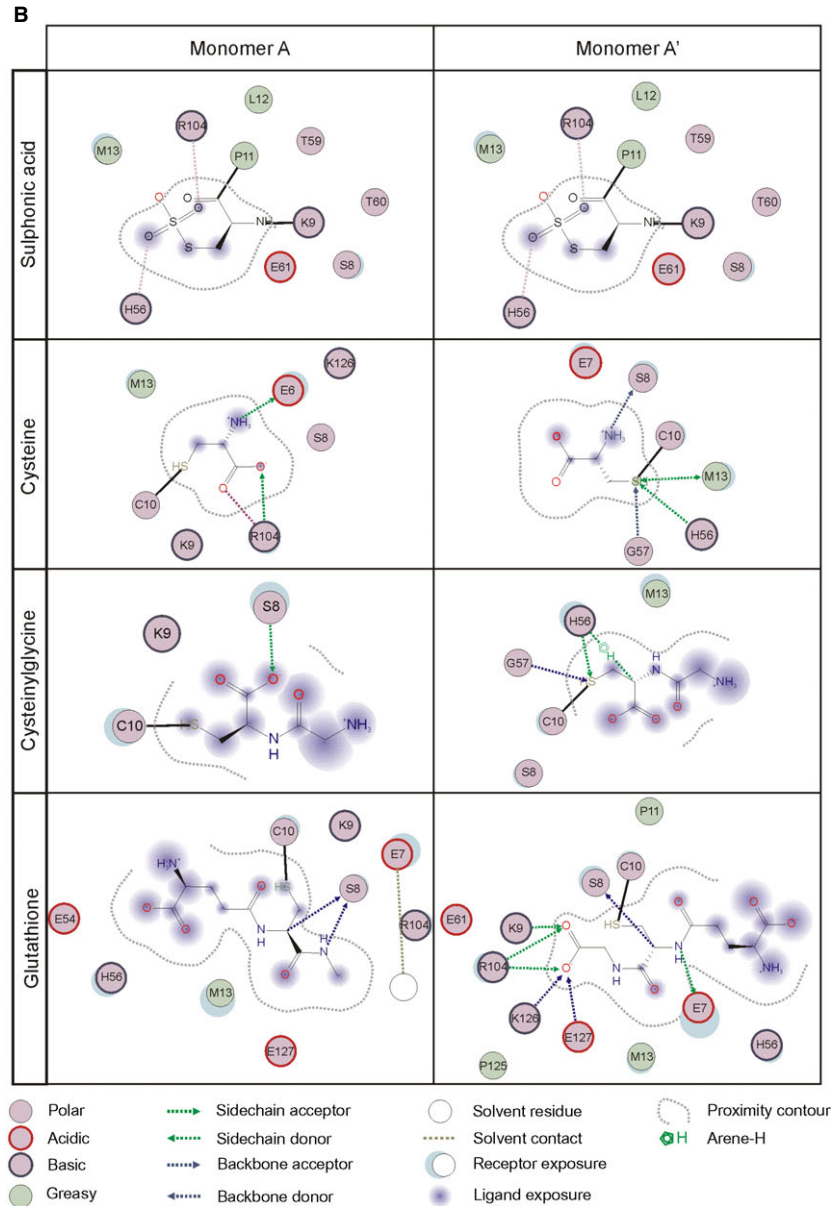 B
Monomer A
Monomer A'
Sulphonic acid
L12
R104
M13
P11
T59
O⁻
O
O
S
NH
K9
T60
O
S
E61
S8
H56
L12
R104
M13
P11
T59
O⁻
O
O
S
NH
K9
T60
O
S
E61
S8
H56
Cysteine
K126
M13
E6
⁺NH₃
S8
HS
O⁻
O
C10
K9
R104
E7
S8
⁺NH₃
O⁻
C10
O
S
M13
H56
G57
Cysteinylglycine
S8
K9
O
O⁻
O
C10
HS
N
H
⁺NH₃
M13
H56
H
H
N
G57
HS
NH₃⁺
C10
O
O
O
S8
Glutathione
C10
K9
E7
H₃N⁺
HS
S8
O
O
E54
O
N
H
H
N
R104
O
H56
M13
E127
P11
C10
S8
E61
K9
O
HS
O
O
O⁻
R104
O
N
H
N
H
O
NH₃⁺
K126
E127
E7
H56
P125
M13
Polar
Sidechain acceptor
Solvent residue
Proximity contour
Acidic
Sidechain donor
Solvent contact
H
Arene-H
Basic
Backbone acceptor
Receptor exposure
Greasy
Backbone donor
Ligand exposure